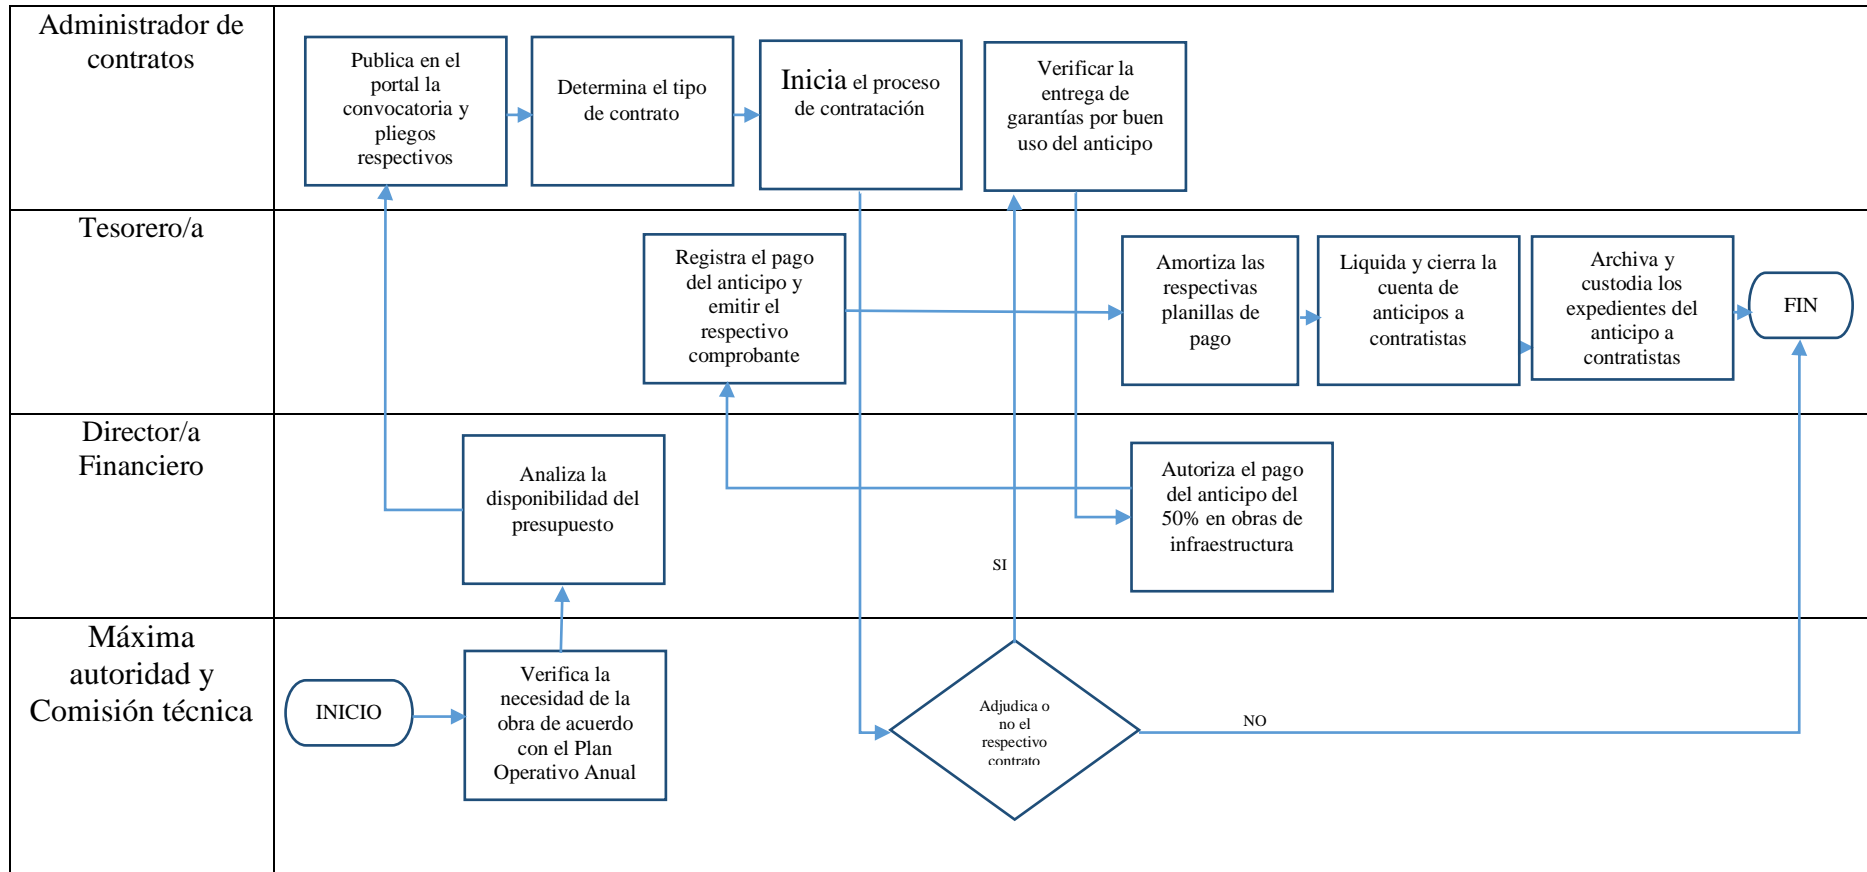 Administrador de
contratos
Publica en el
portal la
convocatoria y
pliegos
respectivos
Determina el tipo
de contrato
Inicia el proceso
de contratación
Verificar la
entrega de
garantías por buen
uso del anticipo
Tesorero/a
Registra el pago
del anticipo y
emitir el
respectivo
comprobante
Amortiza las
respectivas
planillas de
pago
Liquida y cierra la
cuenta de
anticipos a
contratistas
Archiva y
custodia los
expedientes del
anticipo a
contratistas
FIN
Director/a
Financiero
Analiza la
disponibilidad del
presupuesto
Autoriza el pago
del anticipo del
50% en obras de
infraestructura
SI
Máxima
autoridad y
Comisión técnica
INICIO
Verifica la
necesidad de la
obra de acuerdo
con el Plan
Operativo Anual
Adjudica o
no el
respectivo
contrato
NO